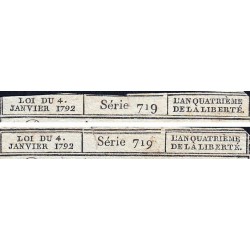 LOI DU 4. JANVIER 1792
Série 719
L'AN QUATRIÈME DE LA LIBERTÉ.
LOI DU 4. JANVIER 1792
Série 719
L'AN QUATRIÈME DE LA LIBERTÉ.